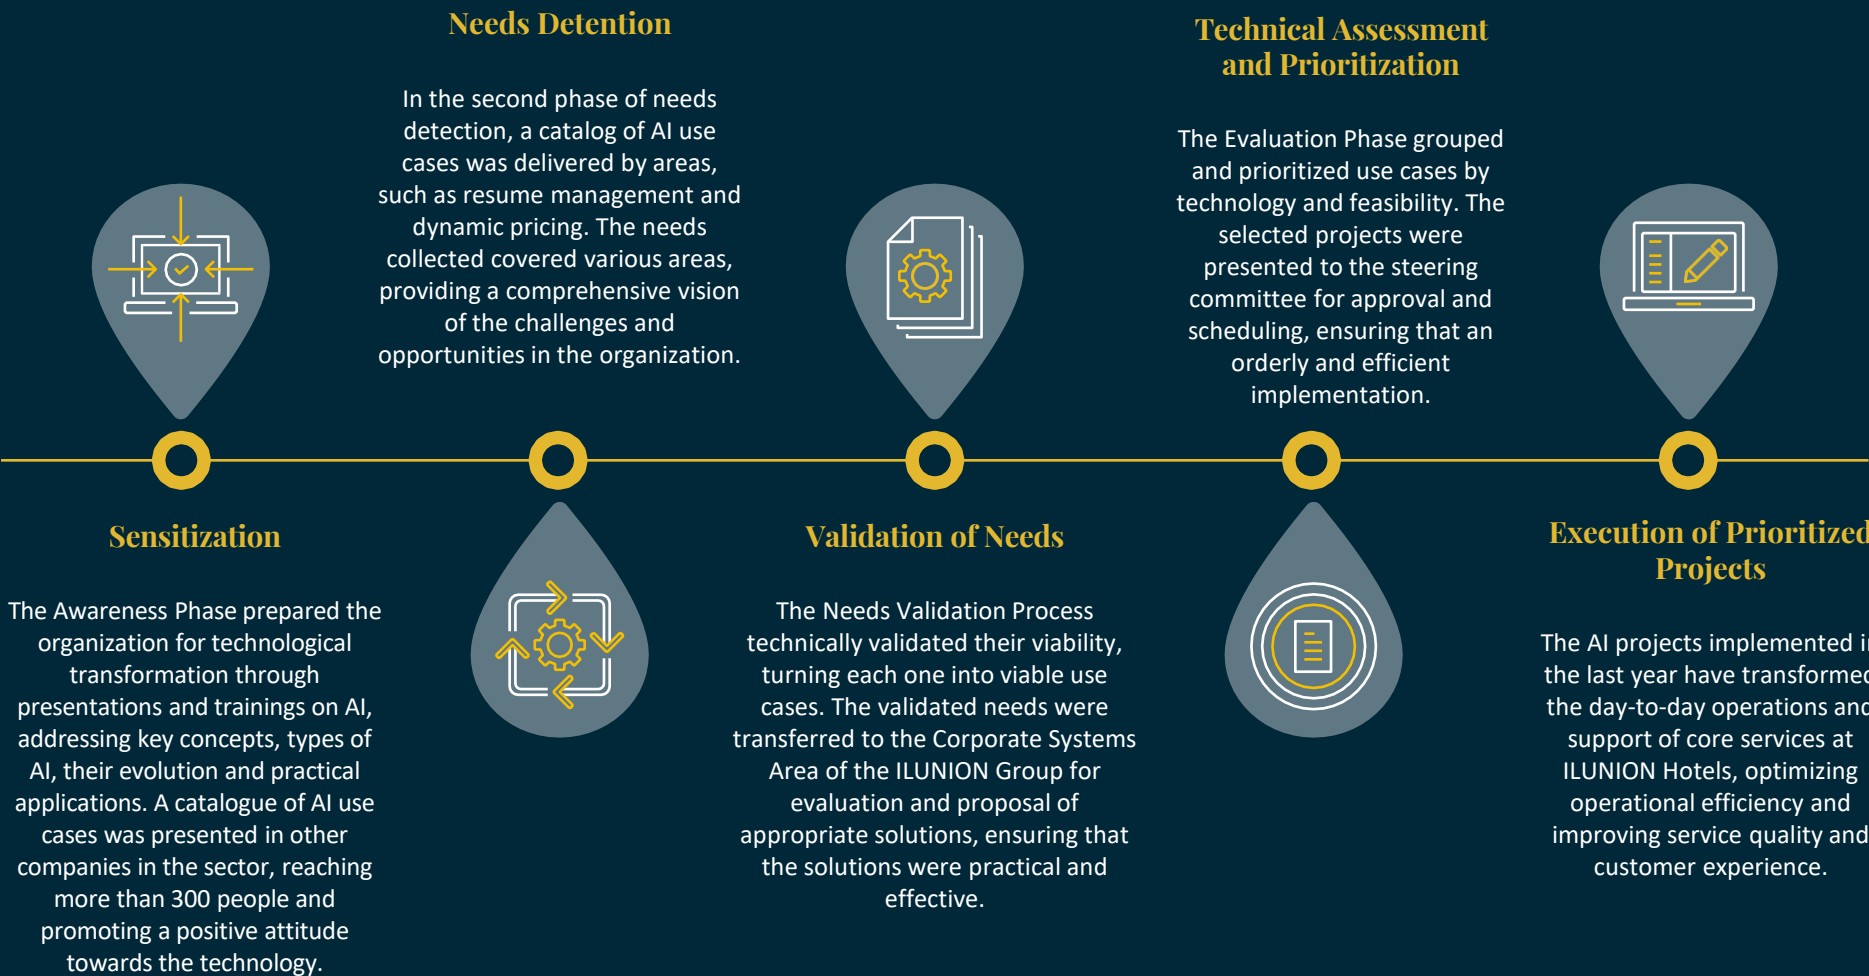 Sensitization
The Awareness Phase prepared the
organization for technological
transformation through
presentations and trainings on AI,
addressing key concepts, types of
AI, their evolution and practical
applications. A catalogue of AI use
cases was presented in other
companies in the sector, reaching
more than 300 people and
promoting a positive attitude
towards the technology.
Needs Detention
In the second phase of needs
detection, a catalog of AI use
cases was delivered by areas,
such as resume management and
dynamic pricing. The needs
collected covered various areas,
providing a comprehensive vision
of the challenges and
opportunities in the organization.
Validation of Needs
The Needs Validation Process
technically validated their viability,
turning each one into viable use
cases. The validated needs were
transferred to the Corporate Systems
Area of the ILUNION Group for
evaluation and proposal of
appropriate solutions, ensuring that
the solutions were practical and
effective.
Technical Assessment
and Prioritization
The Evaluation Phase grouped
and prioritized use cases by
technology and feasibility. The
selected projects were
presented to the steering
committee for approval and
scheduling, ensuring that an
orderly and efficient
implementation.
Execution of Prioritized
Projects
The AI projects implemented in
the last year have transformed
the day-to-day operations and
support of core services at
ILUNION Hotels, optimizing
operational efficiency and
improving service quality and
customer experience.